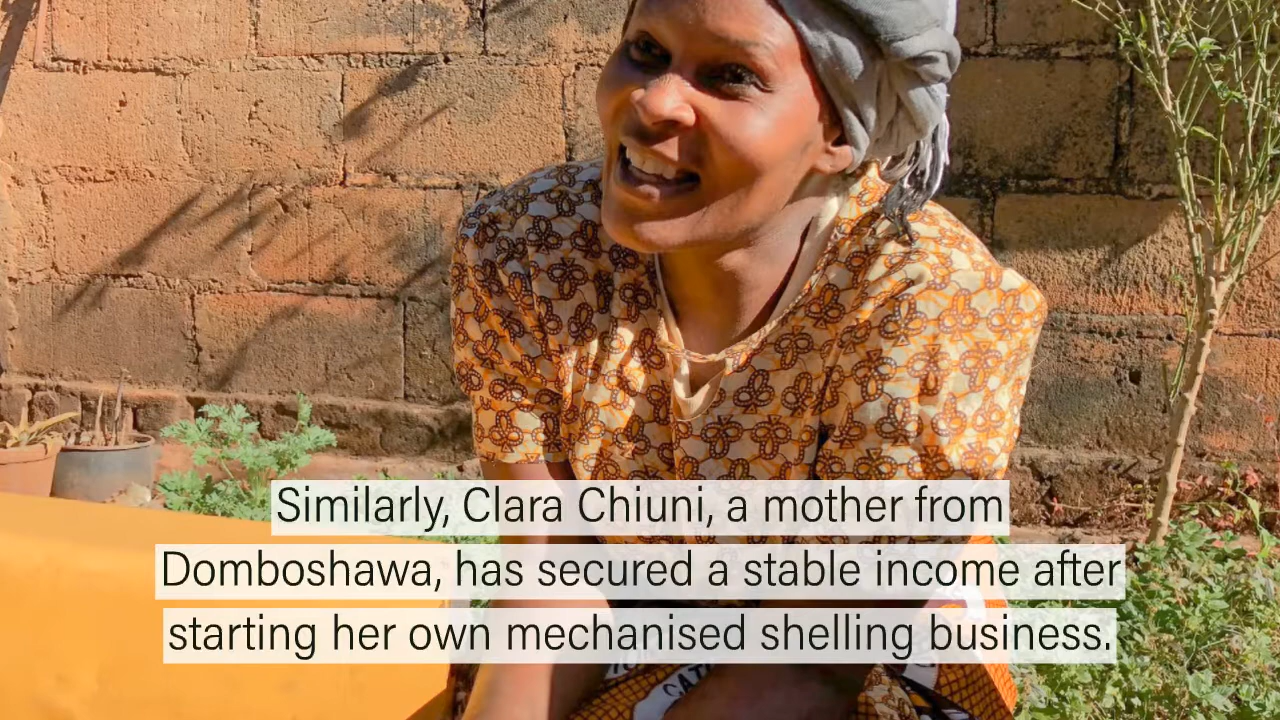 Similarly, Clara Chiuni, a mother from
Domboshawa, has secured a stable income after
starting her own mechanised shelling business.